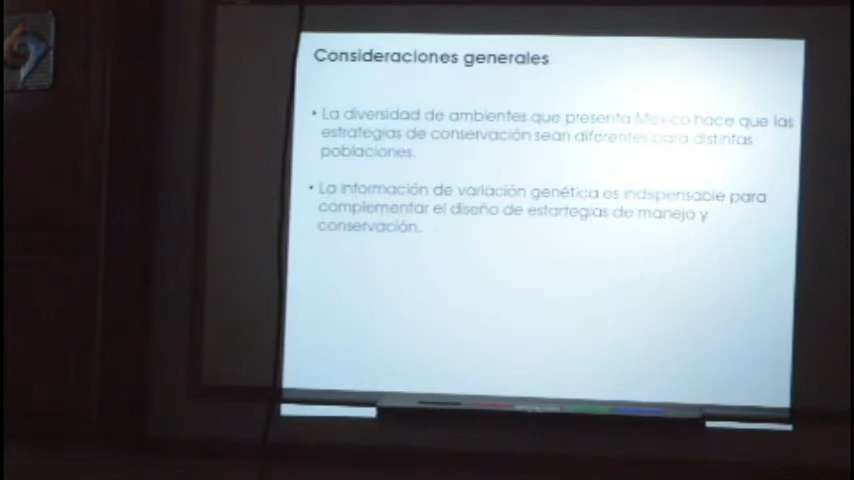 Consideraciones generales
• La diversidad de ambientes que presenta Mexico hace que las
estrategias de conservación sean diferentes para distintas
poblaciones.
• La información de variación genética es indispensable para
complementar el diseño de estartegias de manejo y
conservación.